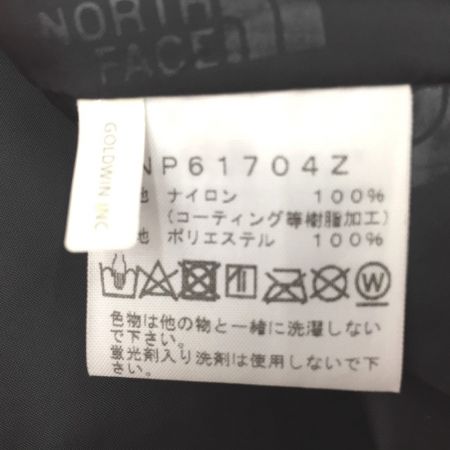 NORTH
FACE
GOLDWIN INC
NP61704Z
地 ナイロン 100%
(コーティング等樹脂加工)
地 ポリエステル 100%
W
色物は他の物と一緒に洗濯しない
で下さい。
蛍光剤入り洗剤は使用しないで下
さい。